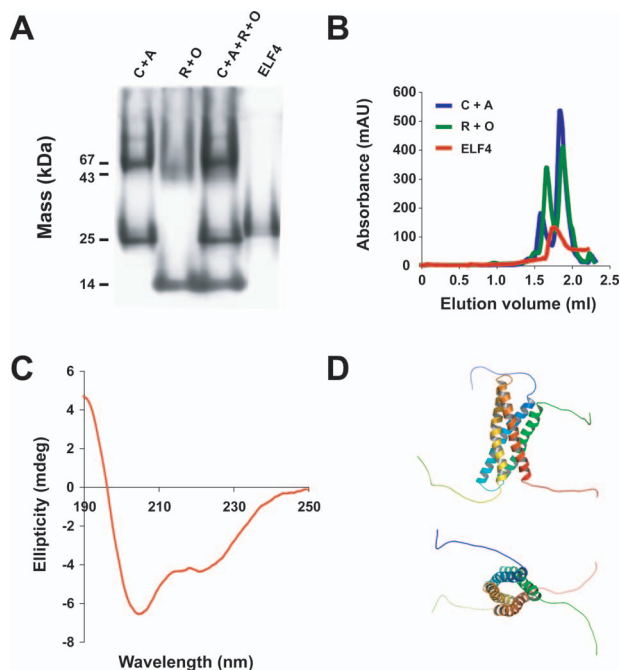 A
C+A
R+O
C+A+R+O
ELF4
Mass (kDa)
67
43
25
14
B
Absorbance (mAU)
600
500
400
300
200
100
0
C + A
R + O
ELF4
0
0.5
1.0
1.5
2.0
2.5
Elution volume (ml)
C
Ellipticity (mdeg)
6
4
2
0
-2
-4
-6
-8
190
210
230
250
Wavelength (nm)
D